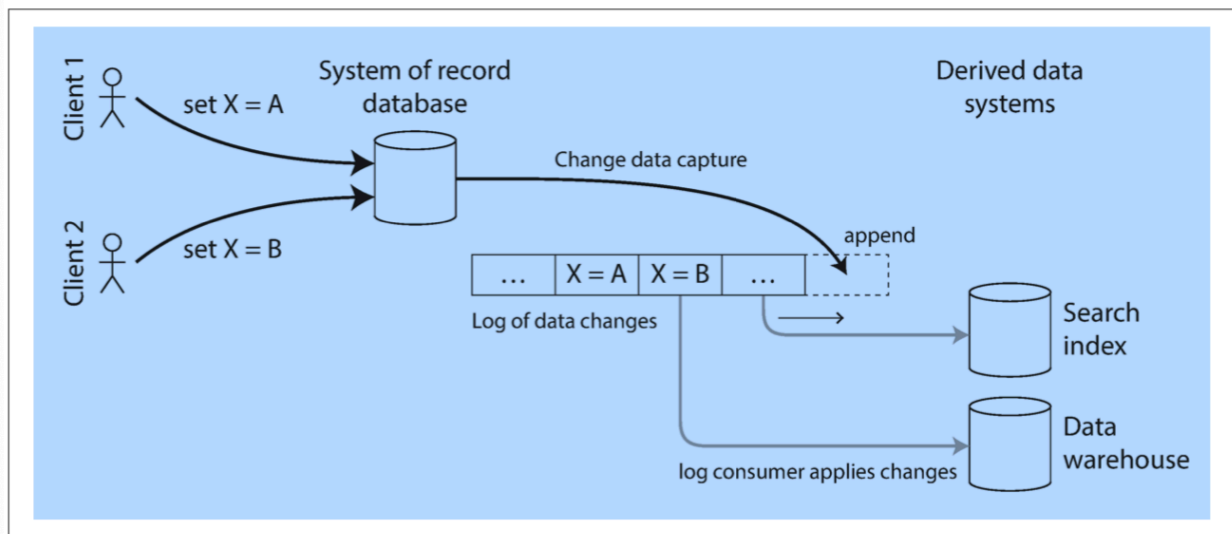 Client 1
set X = A
System of record
database
Derived data
systems
Change data capture
Client 2
set X = B
append
...
X = A
X = B
...
Log of data changes
Search
index
Data
warehouse
log consumer applies changes